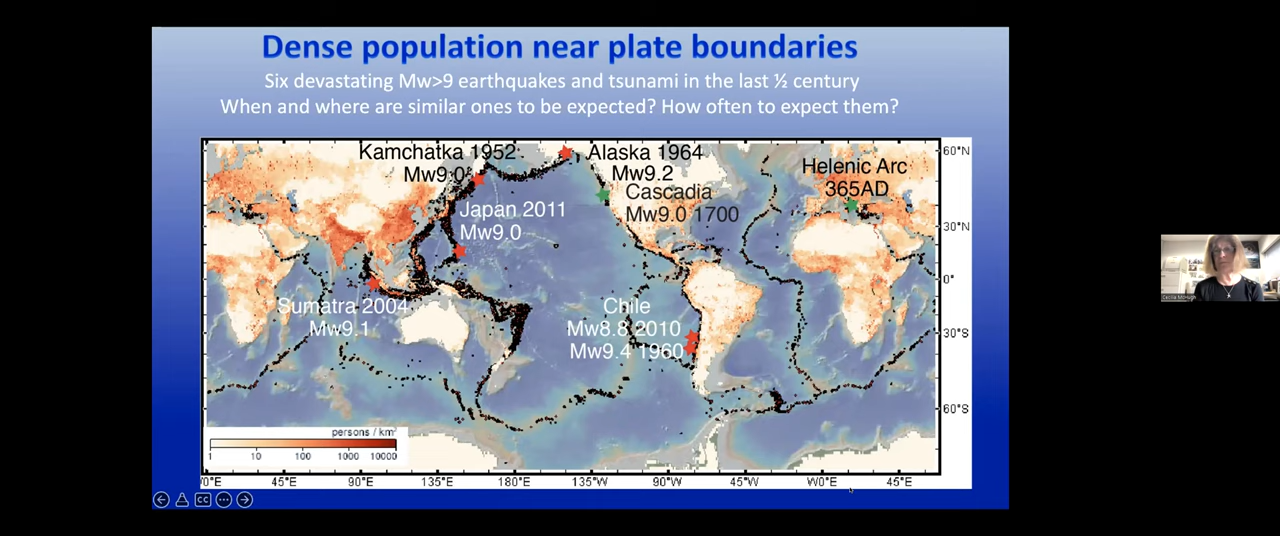 Dense population near plate boundaries
Six devastating Mw>9 earthquakes and tsunami in the last ½ century
When and where are similar ones to be expected? How often to expect them?
Kamchatka 1952
Mw9.0
Alaska 1964
Mw9.2
Cascadia
Mw9.0 1700
Helenic Arc
365AD
Japan 2011
Mw9.0
Sumatra 2004
Mw9.1
Chile
Mw8.8 2010
Mw9.4 1960
60°N
30°N
0°
30°S
60°S
persons / km²
1 10 100 1000 10000
0°E 45°E 90°E 135°E 180°E 135°W 90°W 45°W W0°E 45°E
CC
Cecilia McHugh